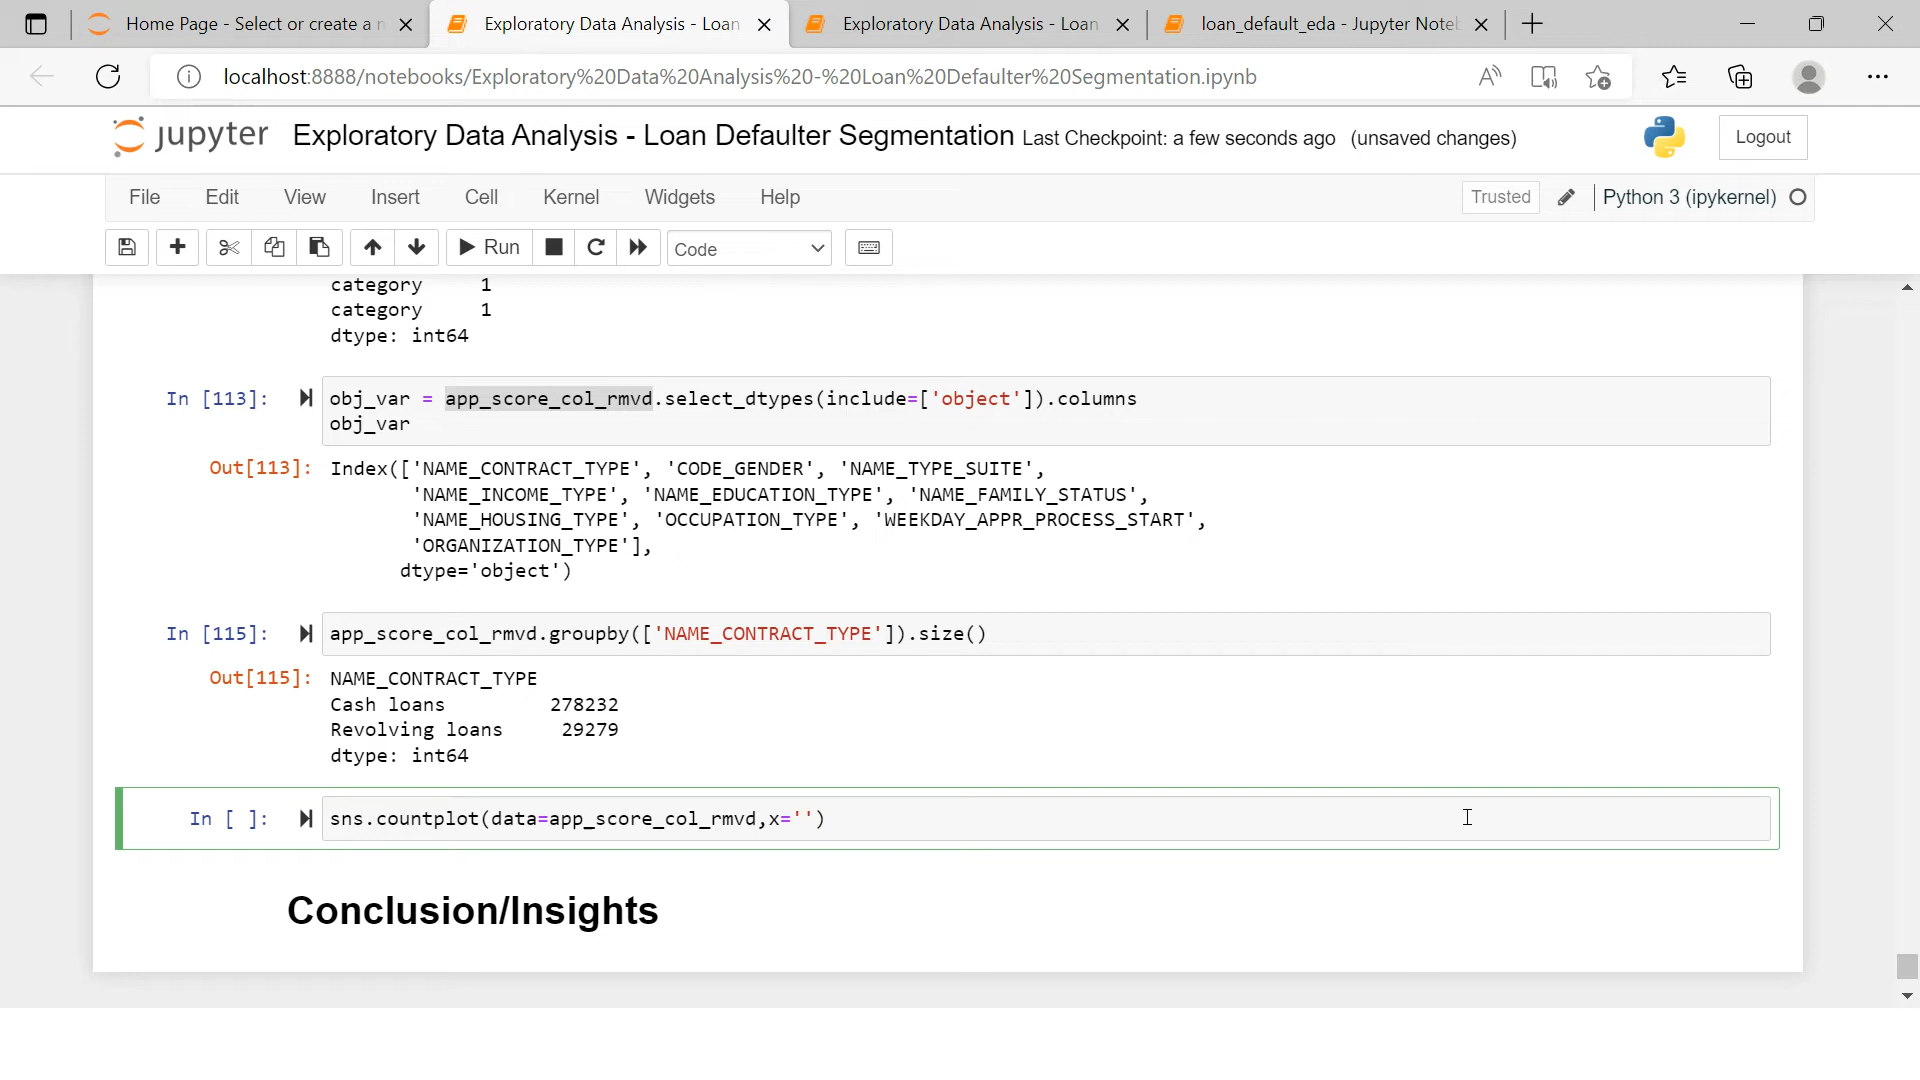 Home Page - Select or create a n
Exploratory Data Analysis - Loan
Exploratory Data Analysis - Loan
loan_default_eda - Jupyter Noteb
localhost:8888/notebooks/Exploratory%20Data%20Analysis%20-%20Loan%20Defaulter%20Segmentation.ipynb
jupyter Exploratory Data Analysis - Loan Defaulter Segmentation Last Checkpoint: a few seconds ago (unsaved changes)
Logout
File Edit View Insert Cell Kernel Widgets Help
Trusted Python 3 (ipykernel)
Run Code
category 1
category 1
dtype: int64
In [113]: obj_var = app_score_col_rmvd.select_dtypes(include=['object']).columns
obj_var
Out[113]: Index(['NAME_CONTRACT_TYPE', 'CODE_GENDER', 'NAME_TYPE_SUITE',
'NAME_INCOME_TYPE', 'NAME_EDUCATION_TYPE', 'NAME_FAMILY_STATUS',
'NAME_HOUSING_TYPE', 'OCCUPATION_TYPE', 'WEEKDAY_APPR_PROCESS_START',
'ORGANIZATION_TYPE'],
dtype='object')
In [115]: app_score_col_rmvd.groupby(['NAME_CONTRACT_TYPE']).size()
Out[115]: NAME_CONTRACT_TYPE
Cash loans 278232
Revolving loans 29279
dtype: int64
In [ ]: sns.countplot(data=app_score_col_rmvd,x='')
Conclusion/Insights